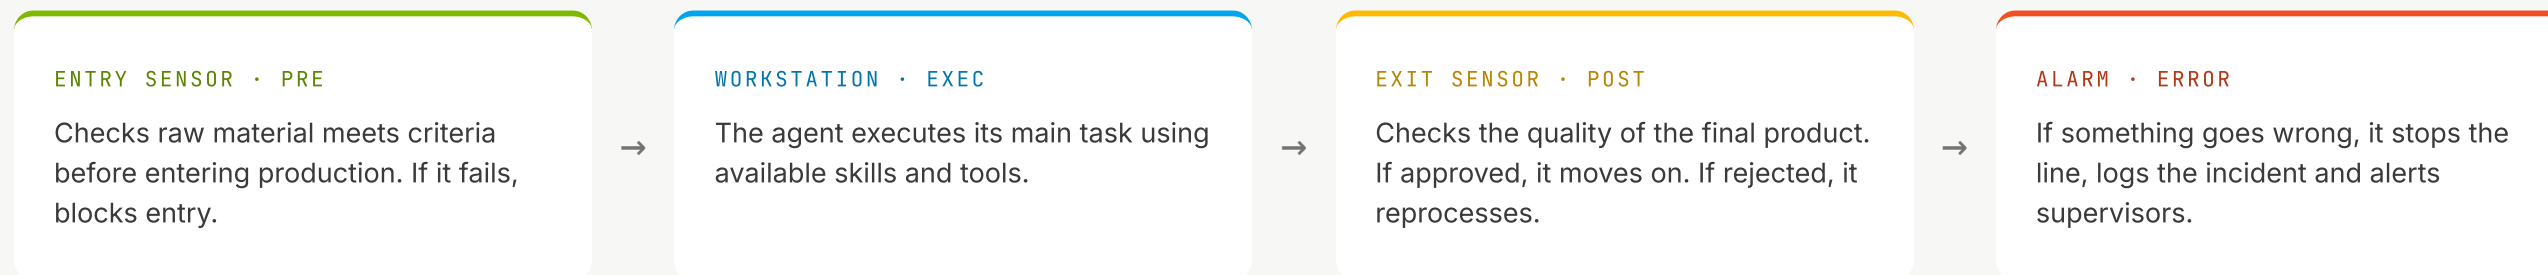 ENTRY SENSOR · PRE
Checks raw material meets criteria
before entering production. If it fails,
blocks entry.
→
WORKSTATION · EXEC
The agent executes its main task using
available skills and tools.
→
EXIT SENSOR · POST
Checks the quality of the final product.
If approved, it moves on. If rejected, it
reprocesses.
→
ALARM · ERROR
If something goes wrong, it stops the
line, logs the incident and alerts
supervisors.